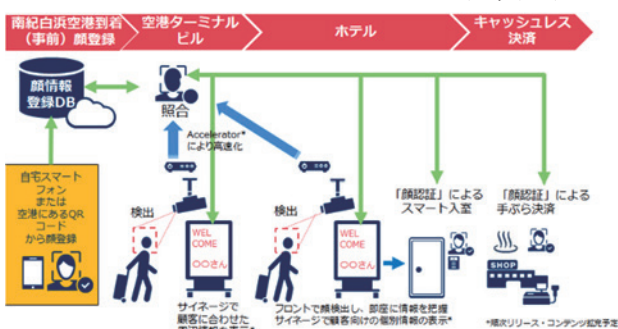 南紀白浜空港到着
（事前）顔登録
空港ターミナル
ビル
ホテル
キャッシュレス
決済
顔情報
登録DB
照合
Accelerator*
により高速化
自宅スマート
フォン
または
空港にあるQR
コード
から顔登録
検出
WEL
COME
〇〇さん
サイネージで
顧客に合わせた
検出
WEL
COME
〇〇さん
フロントで顔検出し、即座に情報を把握
サイネージで顧客向けの個別情報の表示*
「顔認証」による
スマート入室
「顔認証」による
手ぶら決済
SHOP
*順次リリース・コンテンツ拡充予定